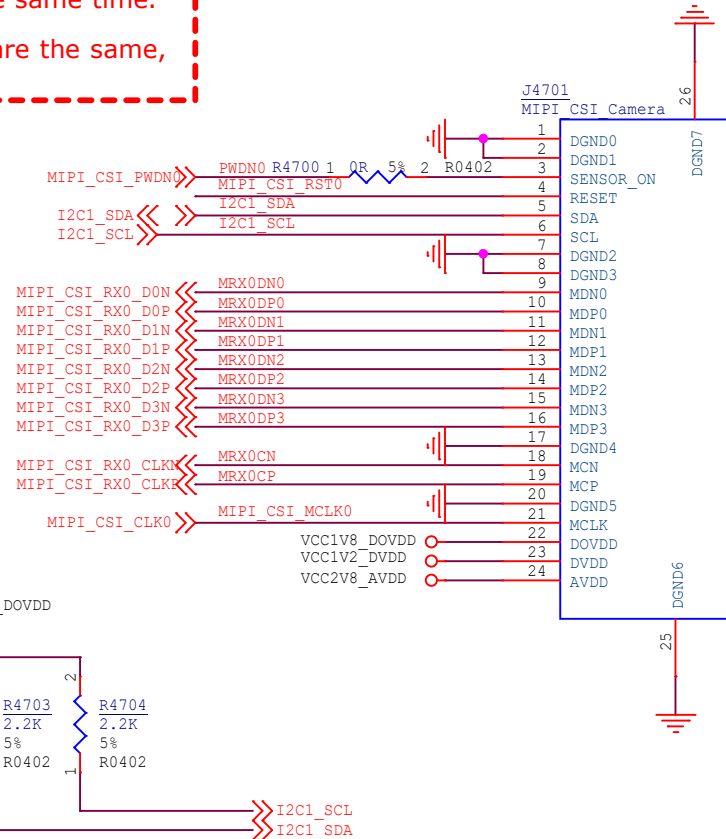 e same time.
are the same,
J4701
MIPI_CSI_Camera
26
DGND7
1 DGND0
2 DGND1
MIPI_CSI_PWDN0 PWDN0 R4700 1 0R 5% 2 R0402 3 SENSOR_ON
MIPI_CSI_RST0 4 RESET
I2C1_SDA I2C1_SDA 5 SDA
I2C1_SCL I2C1_SCL 6 SCL
7 DGND2
8 DGND3
MIPI_CSI_RX0_D0N MRX0DN0 9 MDN0
MIPI_CSI_RX0_D0P MRX0DP0 10 MDP0
MIPI_CSI_RX0_D1N MRX0DN1 11 MDN1
MIPI_CSI_RX0_D1P MRX0DP1 12 MDP1
MIPI_CSI_RX0_D2N MRX0DN2 13 MDN2
MIPI_CSI_RX0_D2P MRX0DP2 14 MDP2
MIPI_CSI_RX0_D3N MRX0DN3 15 MDN3
MIPI_CSI_RX0_D3P MRX0DP3 16 MDP3
17 DGND4
MIPI_CSI_RX0_CLKN MRX0CN 18 MCN
MIPI_CSI_RX0_CLKP MRX0CP 19 MCP
20 DGND5
MIPI_CSI_CLK0 MIPI_CSI_MCLK0 21 MCLK
VCC1V8_DOVDD 22 DOVDD
VCC1V2_DVDD 23 DVDD
VCC2V8_AVDD 24 AVDD
DGND6
25
_DOVDD
2
R4703 R4704
2.2K 2.2K
5% 5%
R0402 R0402
1
I2C1_SCL
I2C1_SDA